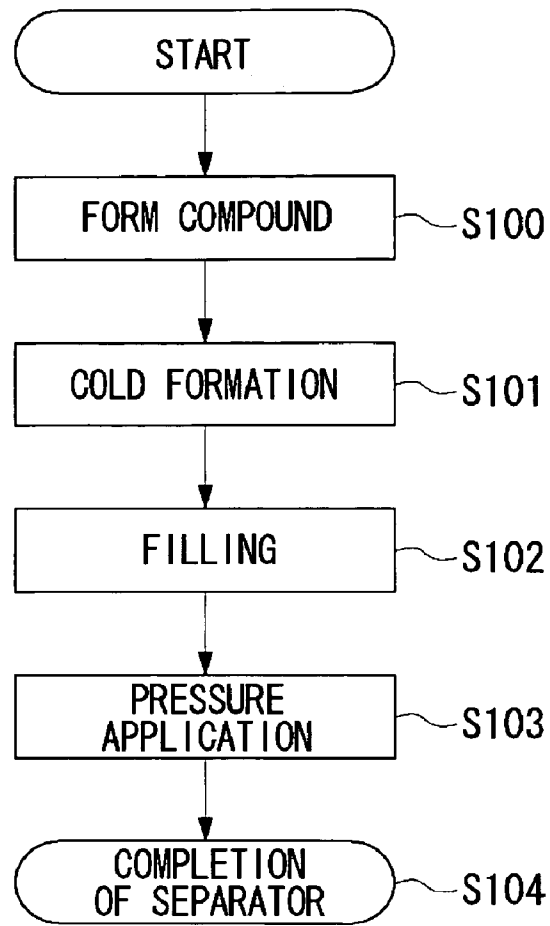 START
FORM COMPOUND
S100
COLD FORMATION
S101
FILLING
S102
PRESSURE
APPLICATION
S103
COMPLETION
OF SEPARATOR
S104